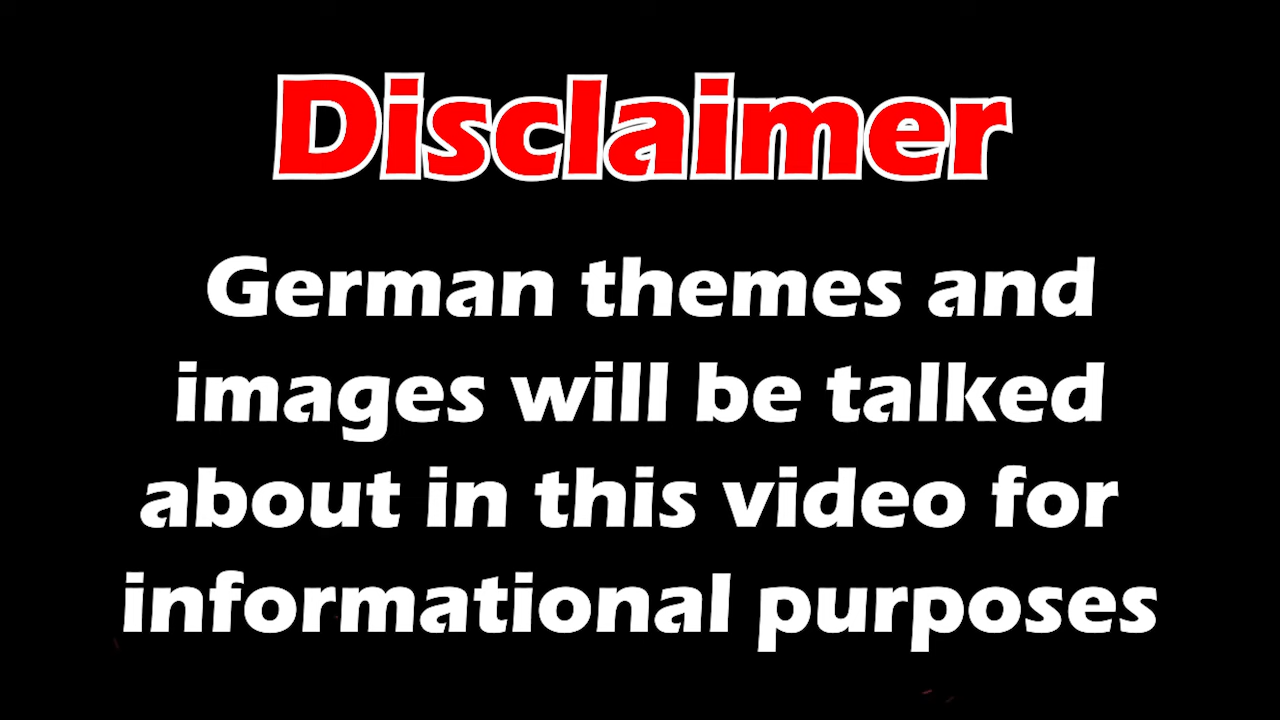 Disclaimer
German themes and
images will be talked
about in this video for
informational purposes